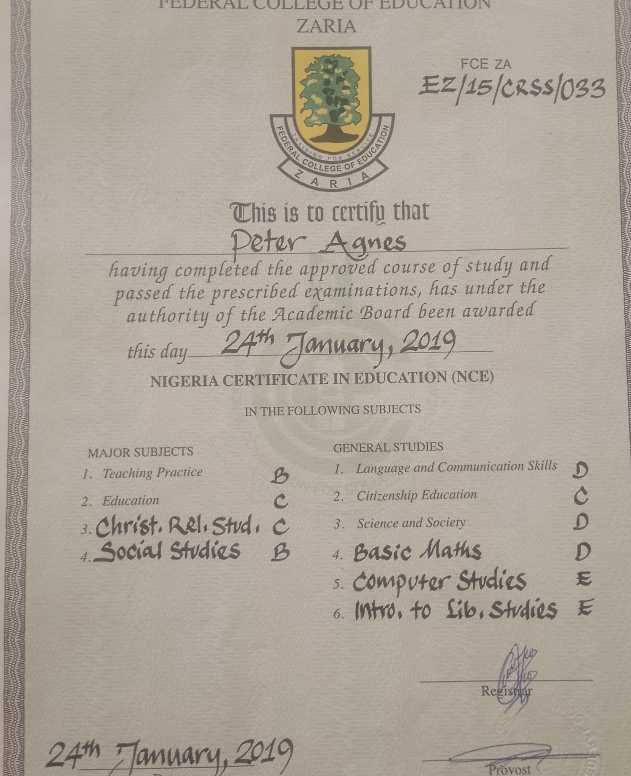 FEDERAL COLLEGE OF EDUCATION
ZARIA
FCE ZA
EZ/15/CRSS/033
FEDERAL COLLEGE OF EDUCATION
ZARIA
This is to certify that
Peter Agnes
having completed the approved course of study and
passed the prescribed examinations, has under the
authority of the Academic Board been awarded
this day 24th January, 2019
NIGERIA CERTIFICATE IN EDUCATION (NCE)
IN THE FOLLOWING SUBJECTS
MAJOR SUBJECTS
1. Teaching Practice B
2. Education C
3. Christ. Rel. Stud. C
4. Social Studies B
GENERAL STUDIES
1. Language and Communication Skills D
2. Citizenship Education C
3. Science and Society D
4. Basic Maths D
5. Computer Studies E
6. Intro. to Lib. Studies E
Registrar
24th January, 2019
Provost